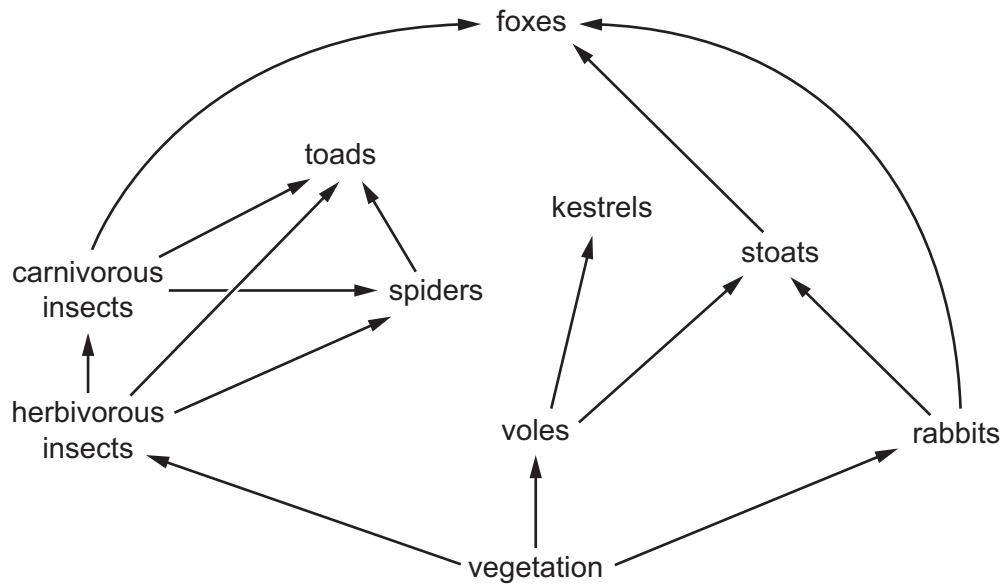 foxes
toads
kestrels
stoats
carnivorous
insects
spiders
herbivorous
insects
voles
rabbits
vegetation